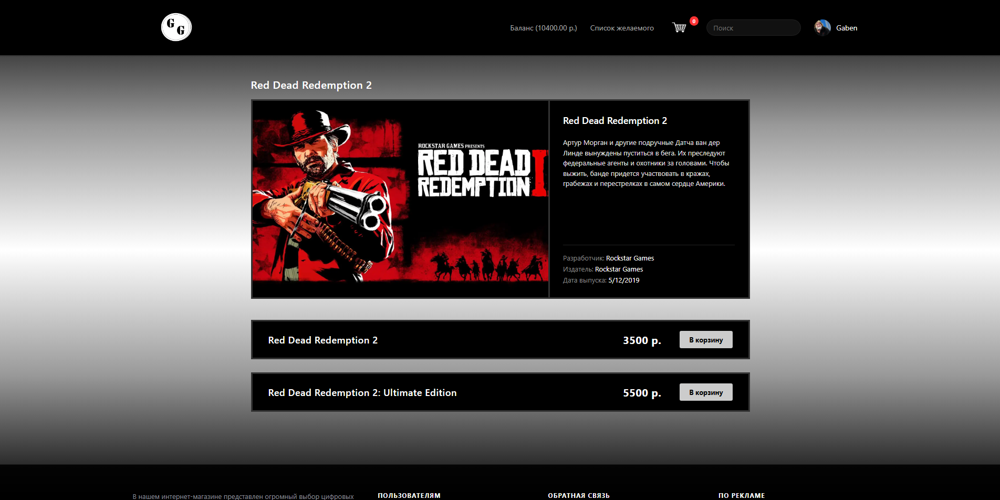 G G
Баланс (10400.00 р.)
Список желаемого
0
Поиск
Gaben
Red Dead Redemption 2
ROCKSTAR GAMES PRESENTS
RED DEAD
REDEMPTION I
Red Dead Redemption 2
Артур Морган и другие подручные Датча ван дер
Линде вынуждены пуститься в бега. Их преследуют
федеральные агенты и охотники за головами. Чтобы
выжить, банде придется участвовать в кражах,
грабежах и перестрелках в самом сердце Америки.
Разработчик: Rockstar Games
Издатель: Rockstar Games
Дата выпуска: 5/12/2019
Red Dead Redemption 2
3500 р.
В корзину
Red Dead Redemption 2: Ultimate Edition
5500 р.
В корзину
В нашем интернет-магазине представлен огромный выбор цифровых
ПОЛЬЗОВАТЕЛЯМ
ОБРАТНАЯ СВЯЗЬ
ПО РЕКЛАМЕ